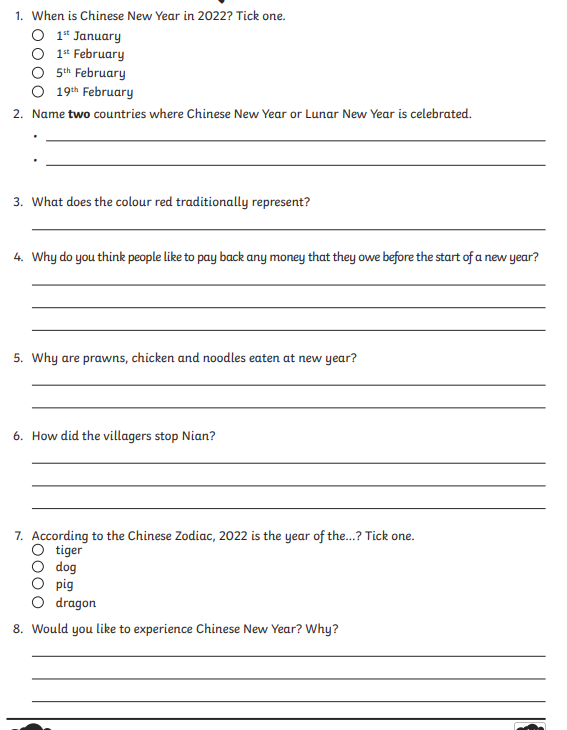 1. When is Chinese New Year in 2022? Tick one.
1st January
1st February
5th February
19th February
2. Name two countries where Chinese New Year or Lunar New Year is celebrated.
•
•
3. What does the colour red traditionally represent?
4. Why do you think people like to pay back any money that they owe before the start of a new year?
5. Why are prawns, chicken and noodles eaten at new year?
6. How did the villagers stop Nian?
7. According to the Chinese Zodiac, 2022 is the year of the...? Tick one.
tiger
dog
pig
dragon
8. Would you like to experience Chinese New Year? Why?